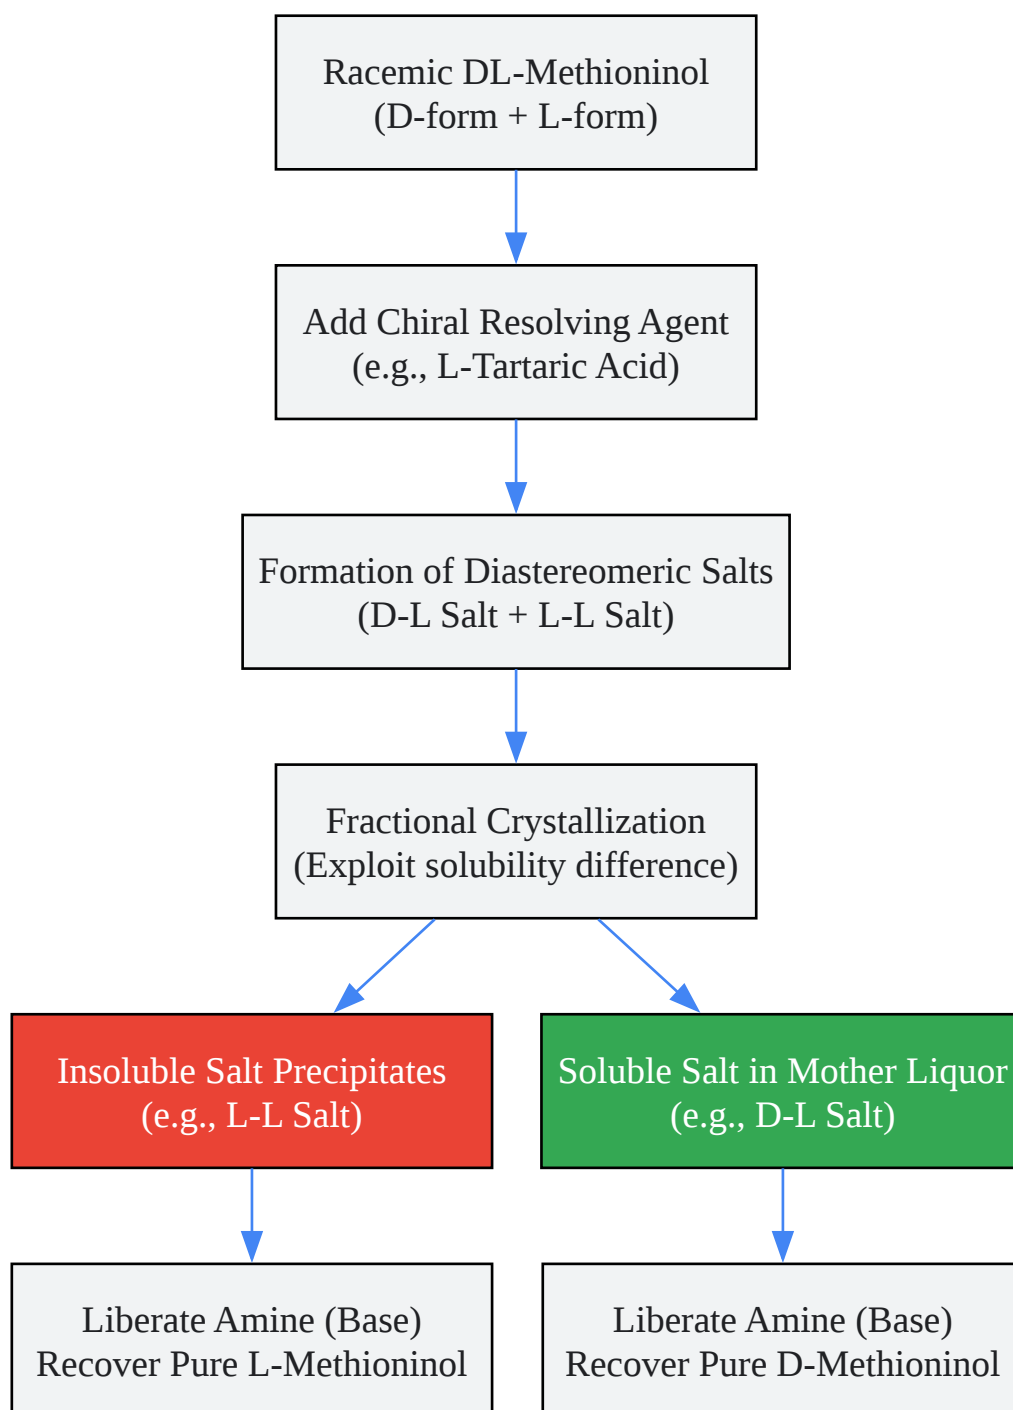 Racemic DL-Methioninol
(D-form + L-form)
Add Chiral Resolving Agent
(e.g., L-Tartaric Acid)
Formation of Diastereomeric Salts
(D-L Salt + L-L Salt)
Fractional Crystallization
(Exploit solubility difference)
Insoluble Salt Precipitates
(e.g., L-L Salt)
Soluble Salt in Mother Liquor
(e.g., D-L Salt)
Liberate Amine (Base)
Recover Pure L-Methioninol
Liberate Amine (Base)
Recover Pure D-Methioninol